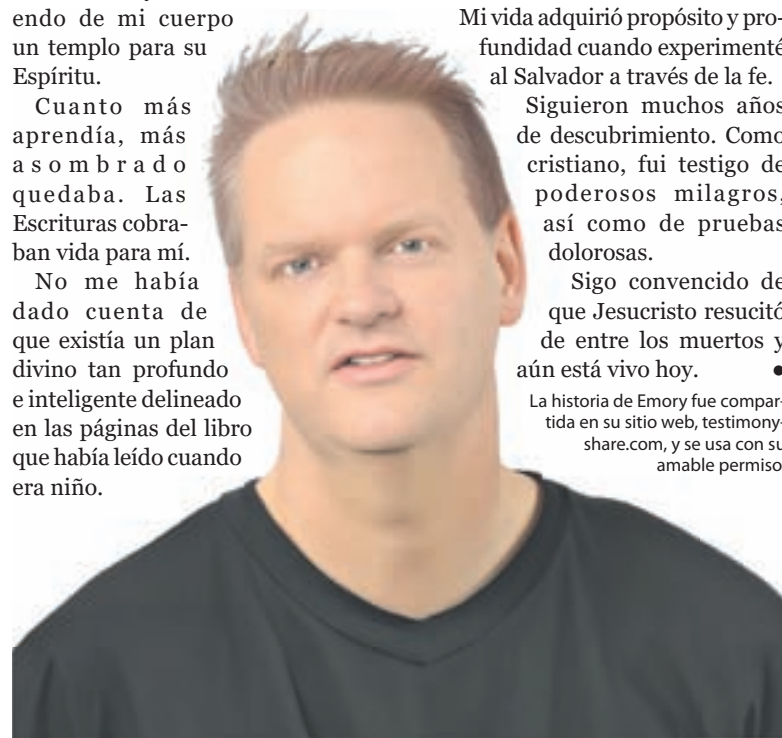 endo de mi cuerpo
un templo para su
Espíritu.
Cuanto más
aprendía, más
asombrado
quedaba. Las
Escrituras cobra-
ban vida para mí.
No me había
dado cuenta de
que existía un plan
divino tan profundo
e inteligente delineado
en las páginas del libro
que había leído cuando
era niño.
Mi vida adquirió propósito y pro-
fundidad cuando experimenté
al Salvador a través de la fe.
Siguieron muchos años
de descubrimiento. Como
cristiano, fui testigo de
poderosos milagros,
así como de pruebas
dolorosas.
Sigo convencido de
que Jesucristo resucitó
de entre los muertos y
aún está vivo hoy. ●
La historia de Emory fue compar-
tida en su sitio web, testimony-
share.com, y se usa con su
amable permiso